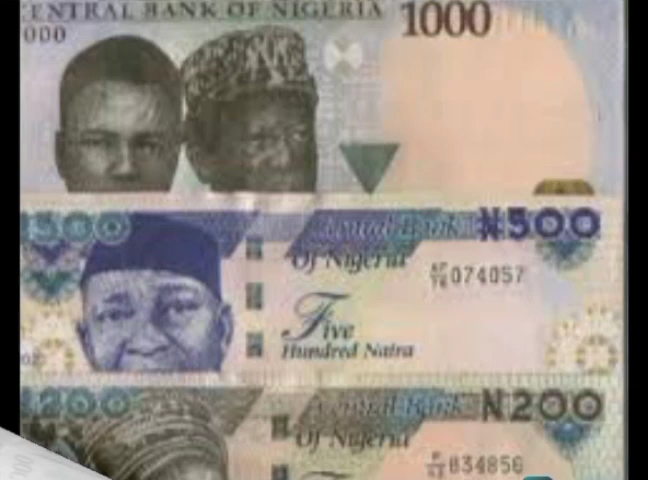 CENTRAL BANK OF NIGERIA 1000
000
500 Central Bank ₦500
Of Nigeria
074057
Five
Hundred Naira
200 Central Bank ₦200
Of Nigeria
834856